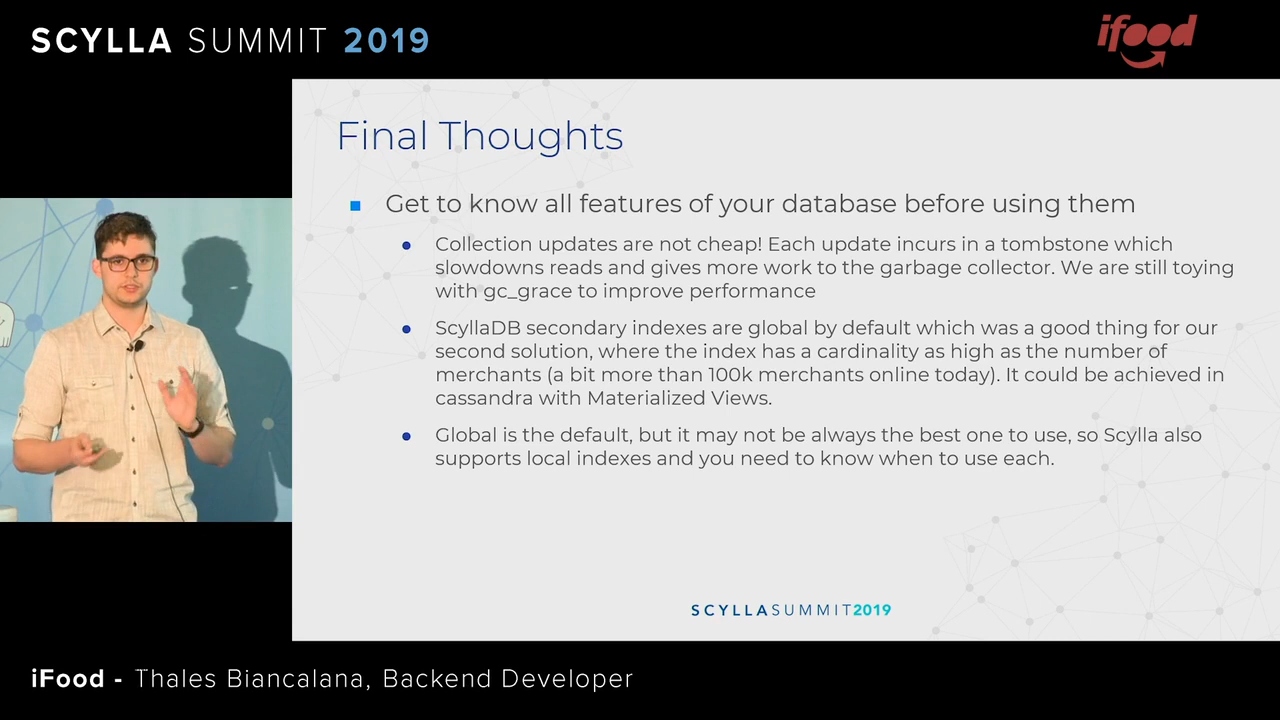 SCYLLA SUMMIT 2019
ifood
Final Thoughts
Get to know all features of your database before using them
Collection updates are not cheap! Each update incurs in a tombstone which
slowdowns reads and gives more work to the garbage collector. We are still toying
with gc_grace to improve performance
ScyllaDB secondary indexes are global by default which was a good thing for our
second solution, where the index has a cardinality as high as the number of
merchants (a bit more than 100k merchants online today). It could be achieved in
cassandra with Materialized Views.
Global is the default, but it may not be always the best one to use, so Scylla also
supports local indexes and you need to know when to use each.
SCYLLASUMMIT2019
iFood - Thales Biancalana, Backend Developer